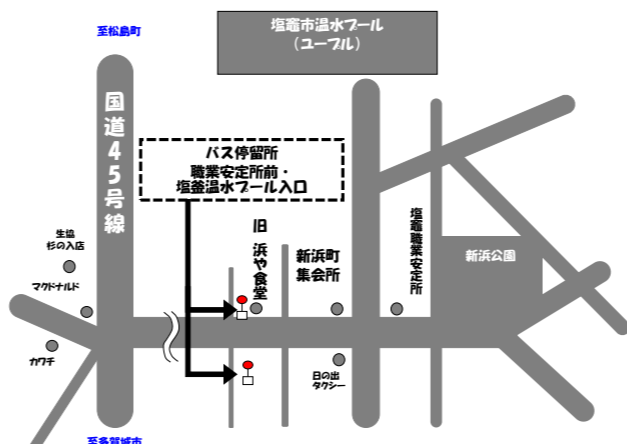 至松島町
塩竈市温水プール
（ユープル）
国道45号線
バス停留所
職業安定所前・
塩釜温水プール入口
生協
杉の入店
マクドナルド
カワチ
旧 浜や食堂
新浜町
集会所
塩竈職業安定所
新浜公園
日の出
タクシー
至多賀城市